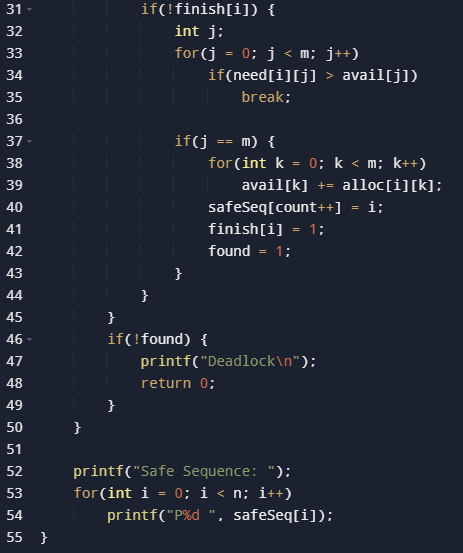 31 if(!finish[i]) {
32 int j;
33 for(j = 0; j < m; j++)
34 if(need[i][j] > avail[j])
35 break;
36
37 if(j == m) {
38 for(int k = 0; k < m; k++)
39 avail[k] += alloc[i][k];
40 safeSeq[count++] = i;
41 finish[i] = 1;
42 found = 1;
43 }
44 }
45 }
46 if(!found) {
47 printf("Deadlock\n");
48 return 0;
49 }
50 }
51
52 printf("Safe Sequence: ");
53 for(int i = 0; i < n; i++)
54 printf("P%d ", safeSeq[i]);
55 }